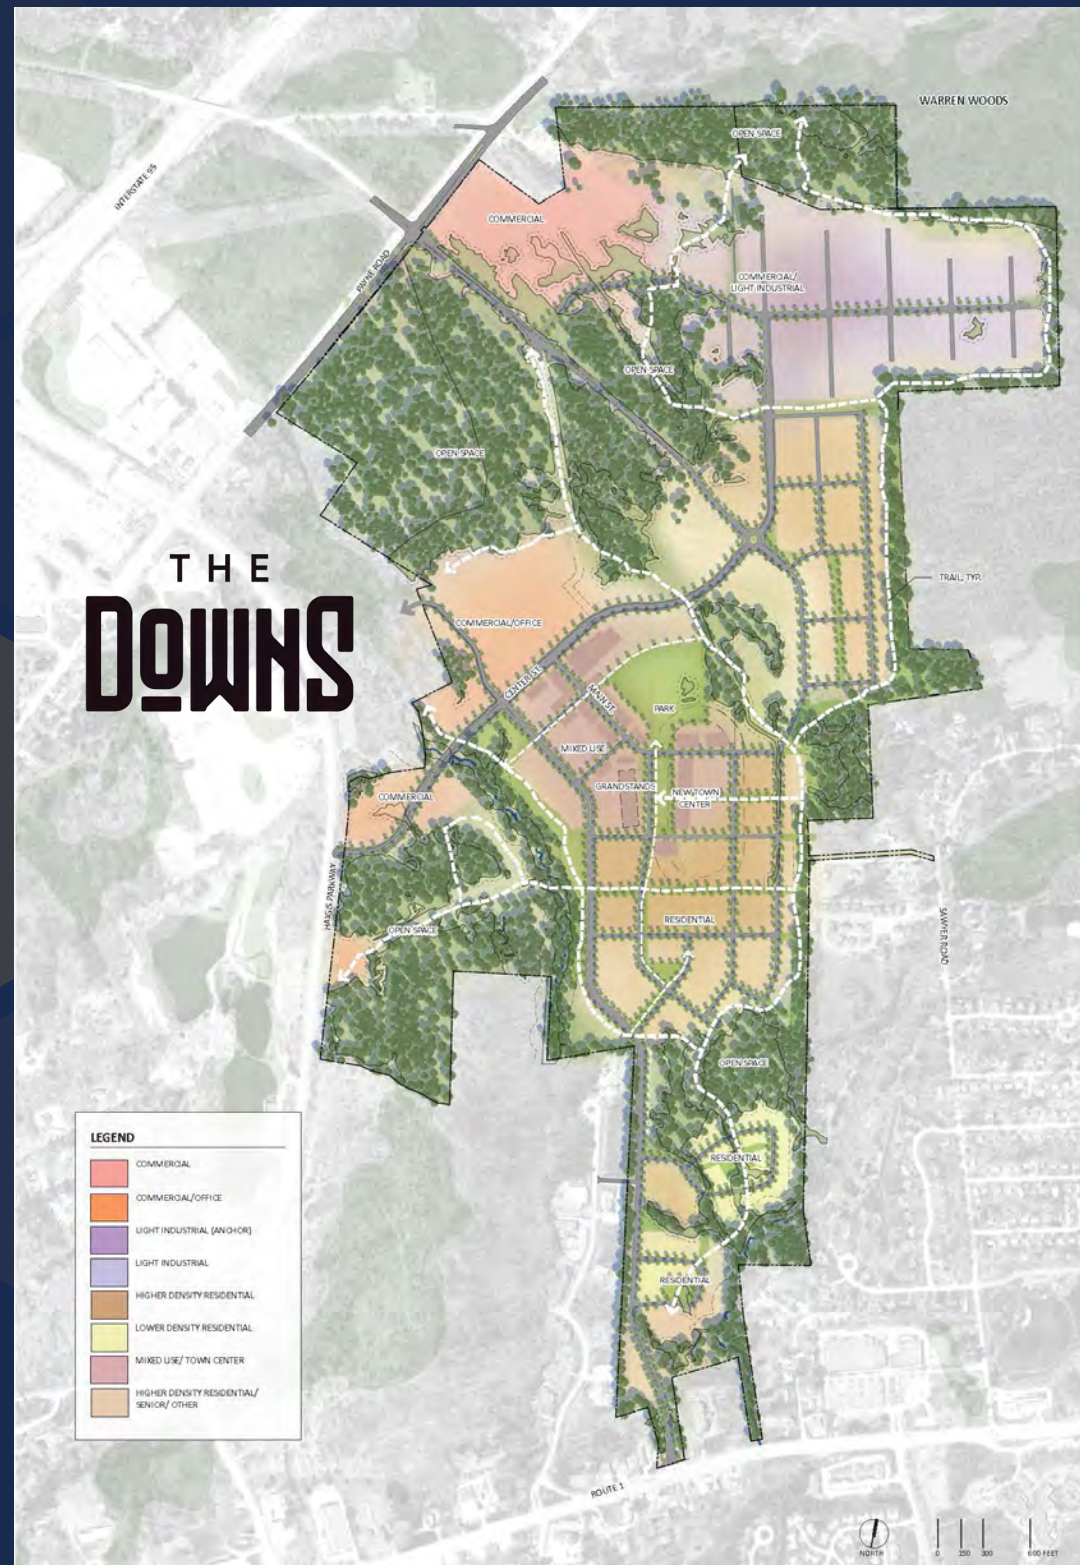 WARREN WOODS
OPEN SPACE
INTERSTATE 95
COMMERCIAL
PAYNE ROAD
COMMERCIAL/
LIGHT INDUSTRIAL
OPEN SPACE
OPEN SPACE
THE
DOWNS
TRAIL, TYP.
COMMERCIAL/OFFICE
CENTER ST.
MAIN ST.
PARK
MIXED USE
GRANDSTANDS
NEW TOWN
CENTER
COMMERCIAL
HAIGIS PARKWAY
RESIDENTIAL
OPEN SPACE
SAWYER ROAD
OPEN SPACE
RESIDENTIAL
RESIDENTIAL
LEGEND
COMMERCIAL
COMMERCIAL/OFFICE
LIGHT INDUSTRIAL (ANCHOR)
LIGHT INDUSTRIAL
HIGHER DENSITY RESIDENTIAL
LOWER DENSITY RESIDENTIAL
MIXED USE/ TOWN CENTER
HIGHER DENSITY RESIDENTIAL/
SENIOR/ OTHER
ROUTE 1
NORTH
0 150 300 600 FEET